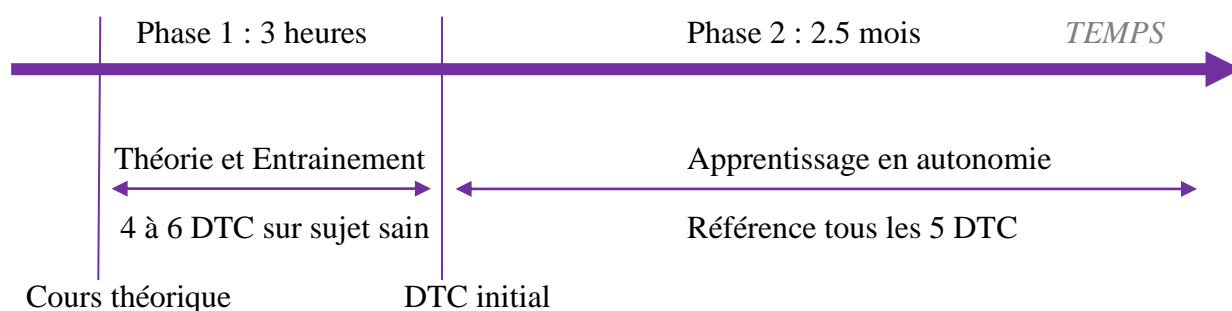 Phase 1 : 3 heures
Phase 2 : 2.5 mois
TEMPS
Théorie et Entrainement
Apprentissage en autonomie
4 à 6 DTC sur sujet sain
Référence tous les 5 DTC
Cours théorique
DTC initial